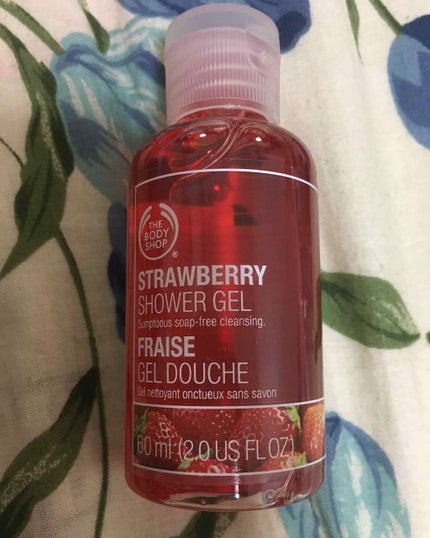 THE
BODY
SHOP
®
STRAWBERRY
SHOWER GEL
Sumptuous soap-free cleansing.
FRAISE
GEL DOUCHE
Gel nettoyant onctueux sans savon
60 ml (2.0 US FL OZ)